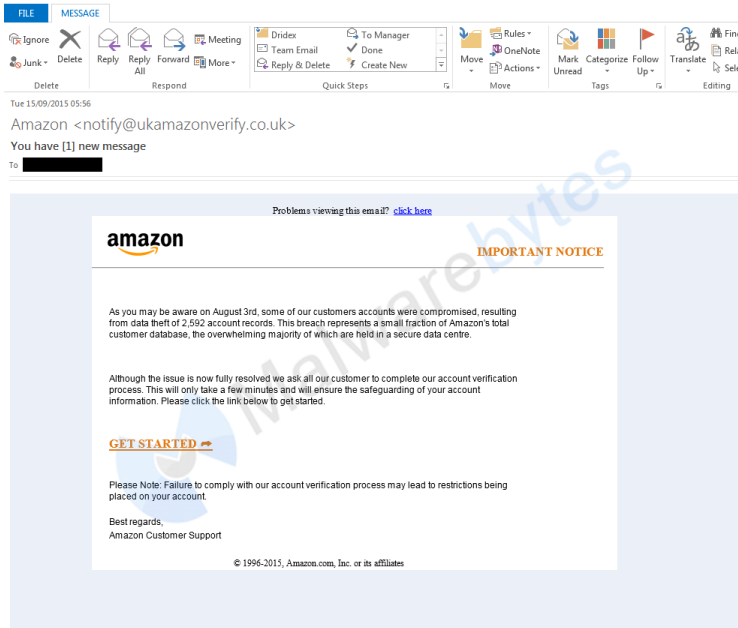 FILE MESSAGE
Ignore
Junk
Delete
Delete
Reply
Reply All
Forward
Meeting
More
Respond
Dridex
Team Email
Reply & Delete
To Manager
Done
Create New
Quick Steps
Move
Rules
OneNote
Actions
Move
Mark Unread
Categorize
Follow Up
Tags
Translate
Editing
Tue 15/09/2015 05:56
Amazon <notify@ukamazonverify.co.uk>
You have [1] new message
To
Problems viewing this email? click here
amazon
IMPORTANT NOTICE
As you may be aware on August 3rd, some of our customers accounts were compromised, resulting
from data theft of 2,592 account records. This breach represents a small fraction of Amazon's total
customer database, the overwhelming majority of which are held in a secure data centre.
Although the issue is now fully resolved we ask all our customer to complete our account verification
process. This will only take a few minutes and will ensure the safeguarding of your account
information. Please click the link below to get started.
GET STARTED
Please Note: Failure to comply with our account verification process may lead to restrictions being
placed on your account.
Best regards,
Amazon Customer Support
© 1996-2015, Amazon.com, Inc. or its affiliates
Malwarebytes